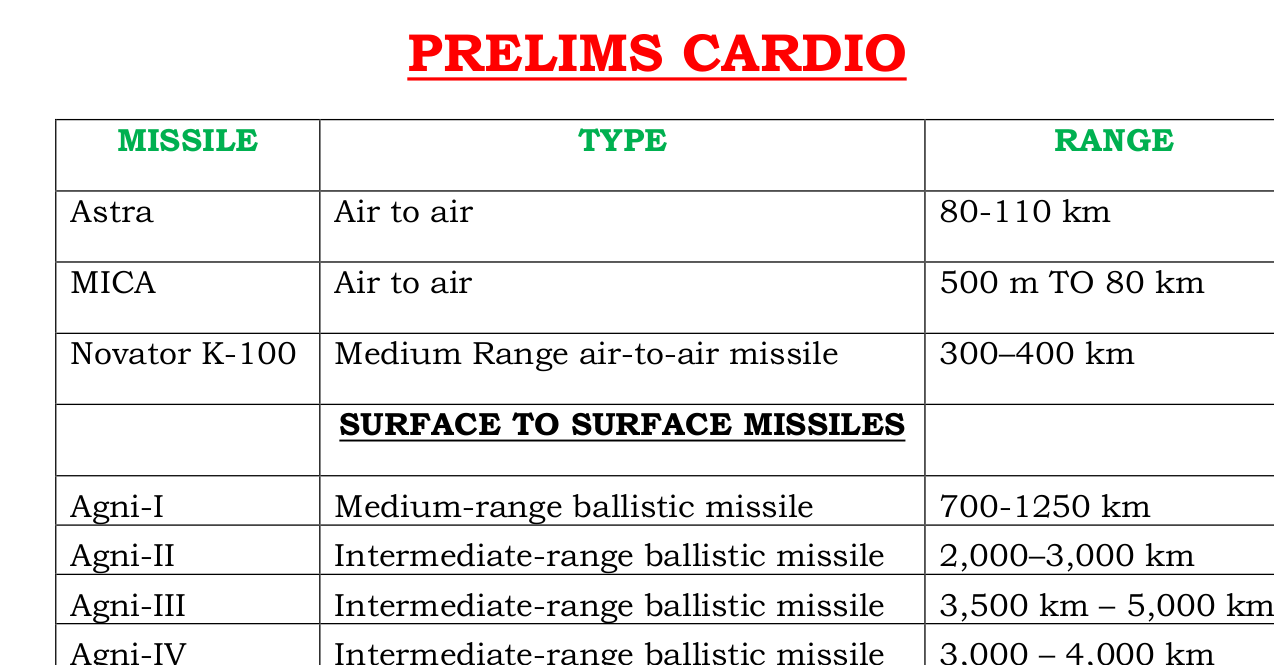 PRELIMS CARDIO
MISSILE TYPE RANGE
Astra Air to air 80-110 km
MICA Air to air 500 m TO 80 km
Novator K-100 Medium Range air-to-air missile 300–400 km
SURFACE TO SURFACE MISSILES
Agni-I Medium-range ballistic missile 700-1250 km
Agni-II Intermediate-range ballistic missile 2,000–3,000 km
Agni-III Intermediate-range ballistic missile 3,500 km – 5,000 km
Agni-IV Intermediate-range ballistic missile 3,000 – 4,000 km